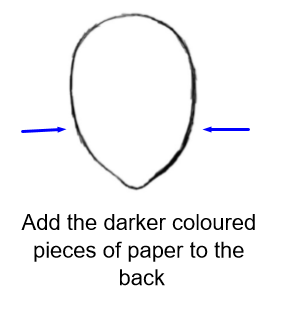 Add the darker coloured
pieces of paper to the
back